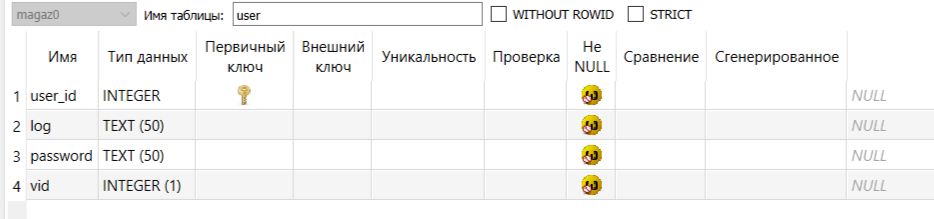 magaz0 Имя таблицы: user WITHOUT ROWID STRICT
Имя Тип данных Первичный ключ Внешний ключ Уникальность Проверка Не NULL Сравнение Сгенерированное
1 user_id INTEGER NULL
2 log TEXT (50) NULL
3 password TEXT (50) NULL
4 vid INTEGER (1) NULL